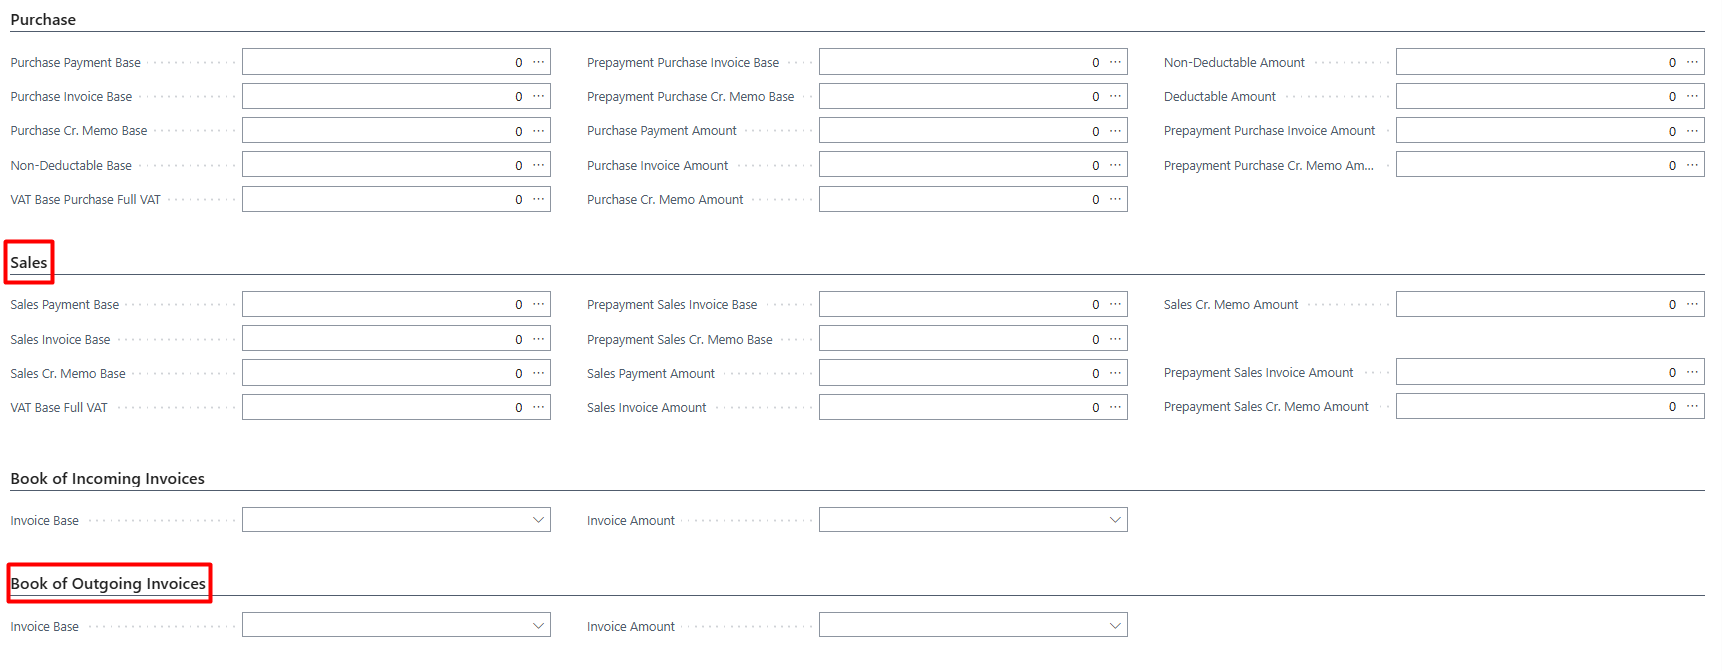 Purchase
Purchase Payment Base 0 ... Prepayment Purchase Invoice Base 0 ... Non-Deductable Amount 0 ...
Purchase Invoice Base 0 ... Prepayment Purchase Cr. Memo Base 0 ... Deductable Amount 0 ...
Purchase Cr. Memo Base 0 ... Purchase Payment Amount 0 ... Prepayment Purchase Invoice Amount 0 ...
Non-Deductable Base 0 ... Purchase Invoice Amount 0 ... Prepayment Purchase Cr. Memo Am... 0 ...
VAT Base Purchase Full VAT 0 ... Purchase Cr. Memo Amount 0 ...
Sales
Sales Payment Base 0 ... Prepayment Sales Invoice Base 0 ... Sales Cr. Memo Amount 0 ...
Sales Invoice Base 0 ... Prepayment Sales Cr. Memo Base 0 ...
Sales Cr. Memo Base 0 ... Sales Payment Amount 0 ... Prepayment Sales Invoice Amount 0 ...
VAT Base Full VAT 0 ... Sales Invoice Amount 0 ... Prepayment Sales Cr. Memo Amount 0 ...
Book of Incoming Invoices
Invoice Base Invoice Amount
Book of Outgoing Invoices
Invoice Base Invoice Amount